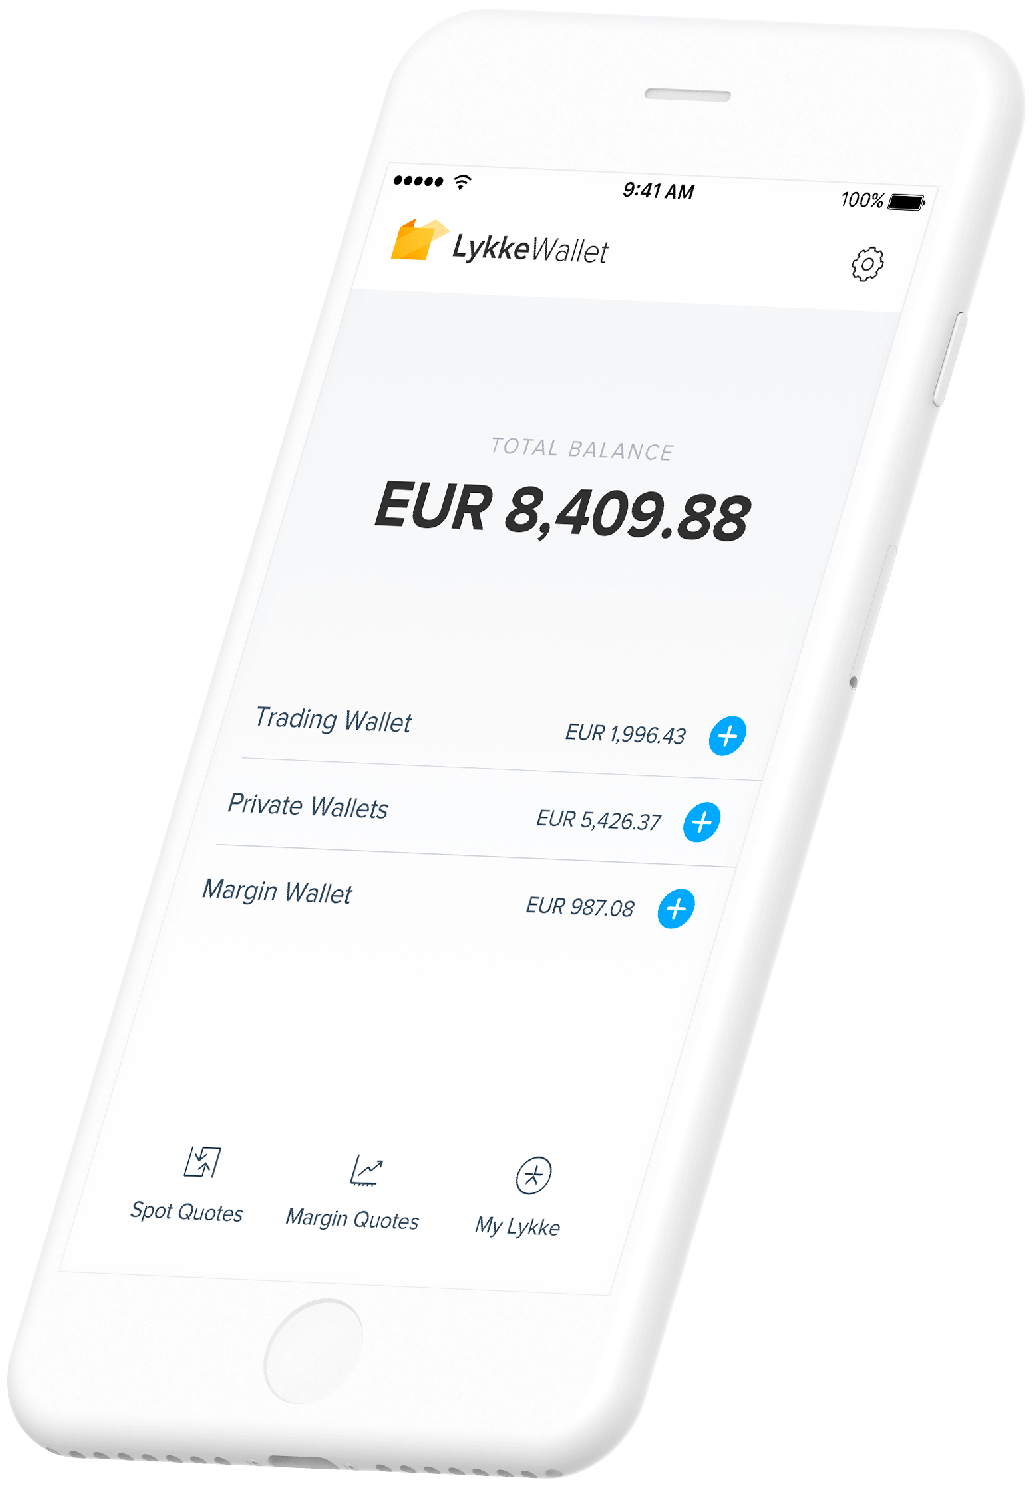 9:41 AM 100%
LykkeWallet
TOTAL BALANCE
EUR 8,409.88
Trading Wallet EUR 1,996.43
Private Wallets EUR 5,426.37
Margin Wallet EUR 987.08
Spot Quotes Margin Quotes My Lykke